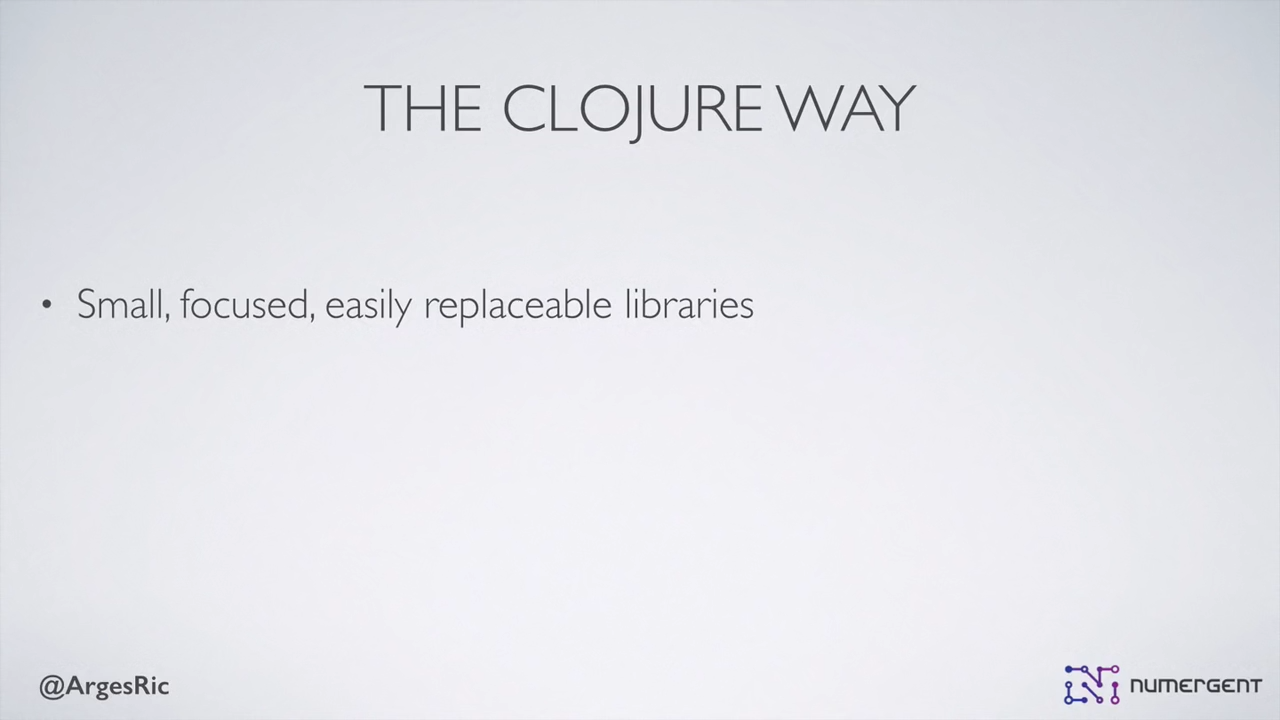 THE CLOJURE WAY
• Small, focused, easily replaceable libraries
@ArgesRic
NUMERGENT